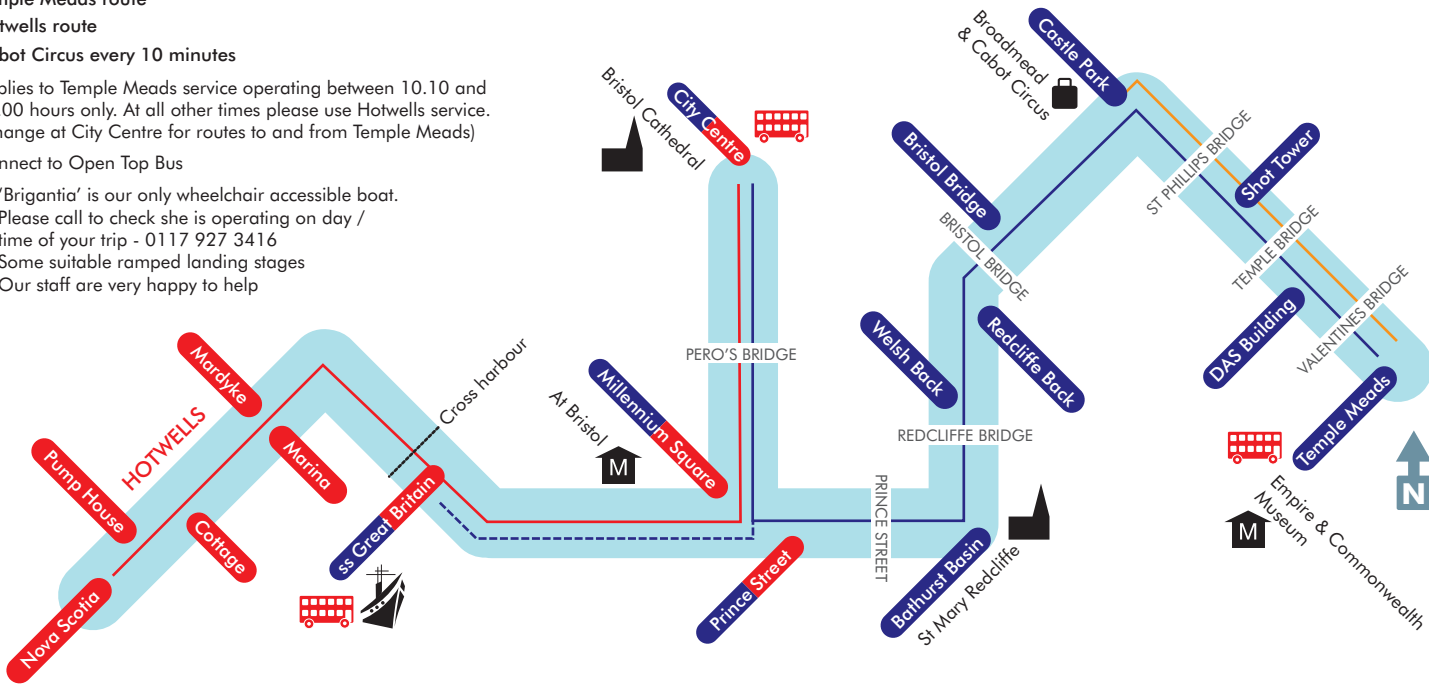 mple Meads route
twells route
bot Circus every 10 minutes
plies to Temple Meads service operating between 10.10 and
.00 hours only. At all other times please use Hotwells service.
hange at City Centre for routes to and from Temple Meads)
nnect to Open Top Bus
'Brigantia' is our only wheelchair accessible boat.
Please call to check she is operating on day /
time of your trip - 0117 927 3416
Some suitable ramped landing stages
Our staff are very happy to help
Bristol Cathedral
City Centre
Broadmead
& Cabot Circus
Castle Park
Bristol Bridge
BRISTOL BRIDGE
ST PHILLIPS BRIDGE
Shot Tower
TEMPLE BRIDGE
VALENTINES BRIDGE
DAS Building
Temple Meads
Welsh Back
Redcliffe Back
PERO'S BRIDGE
REDCLIFFE BRIDGE
Millennium Square
At Bristol
M
Cross harbour
Mardyke
HOTWELLS
Marina
Pump House
Cottage
ss Great Britain
Nova Scotia
Prince Street
PRINCE STREET
Bathurst Basin
St Mary Redcliffe
M
Empire & Commonwealth
Museum
N